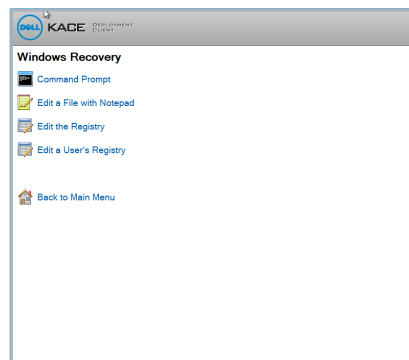 DELL KACE DEPLOYMENT CLIENT
Windows Recovery
Command Prompt
Edit a File with Notepad
Edit the Registry
Edit a User's Registry
Back to Main Menu